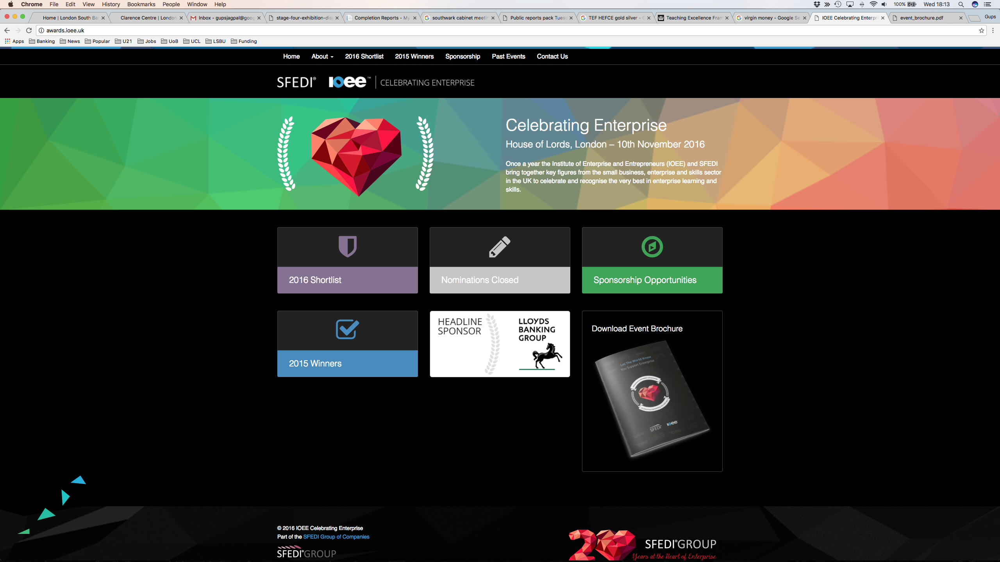 Chrome File Edit View History Bookmarks People Window Help 100% Wed 18:13
Home | London South Ba Clarence Centre | London Inbox - gupsjagpal@goog stage-four-exhibition-dis Completion Reports - My southwark cabinet meetin Public reports pack Tuesd TEF HEFCE gold silver - G Teaching Excellence Fram virgin money - Google Se IOEE Celebrating Enterpri event_brochure.pdf Gups
awards.ioee.uk
Apps Banking News Popular U21 Jobs UoB UCL LSBU Funding
Home About 2016 Shortlist 2015 Winners Sponsorship Past Events Contact Us
SFEDI® ioee™ CELEBRATING ENTERPRISE
Celebrating Enterprise
House of Lords, London – 10th November 2016
Once a year the Institute of Enterprise and Entrepreneurs (IOEE) and SFEDI
bring together key figures from the small business, enterprise and skills sector
in the UK to celebrate and recognise the very best in enterprise learning and
skills.
2016 Shortlist
Nominations Closed
Sponsorship Opportunities
2015 Winners
HEADLINE
SPONSOR
LLOYDS
BANKING
GROUP
Download Event Brochure
Let The World Know
You Support Enterprise
SFEDI ioee
© 2016 IOEE Celebrating Enterprise
Part of the SFEDI Group of Companies
SFEDI®GROUP
20
SFEDI®GROUP
Years at the Heart of Enterprise